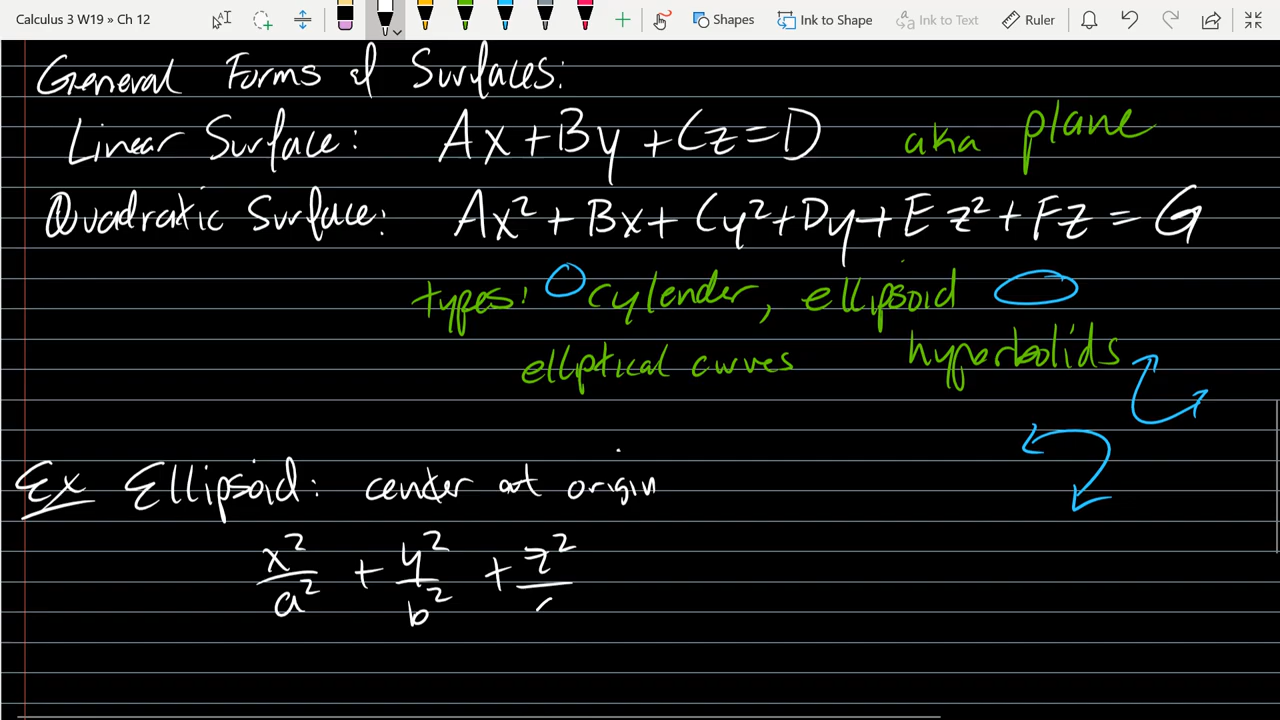 Calculus 3 W19 » Ch 12 Shapes Ink to Shape Ink to Text Ruler
General Forms of Surfaces:
Linear Surface: Ax + By + Cz = D aka plane
Quadratic Surface: Ax² + Bx + Cy² + Dy + Ez² + Fz = G
types: cylender, ellipsoid
elliptical curves hyperbolids
Ex Ellipsoid: center at origin
x²/a² + y²/b² + z²/